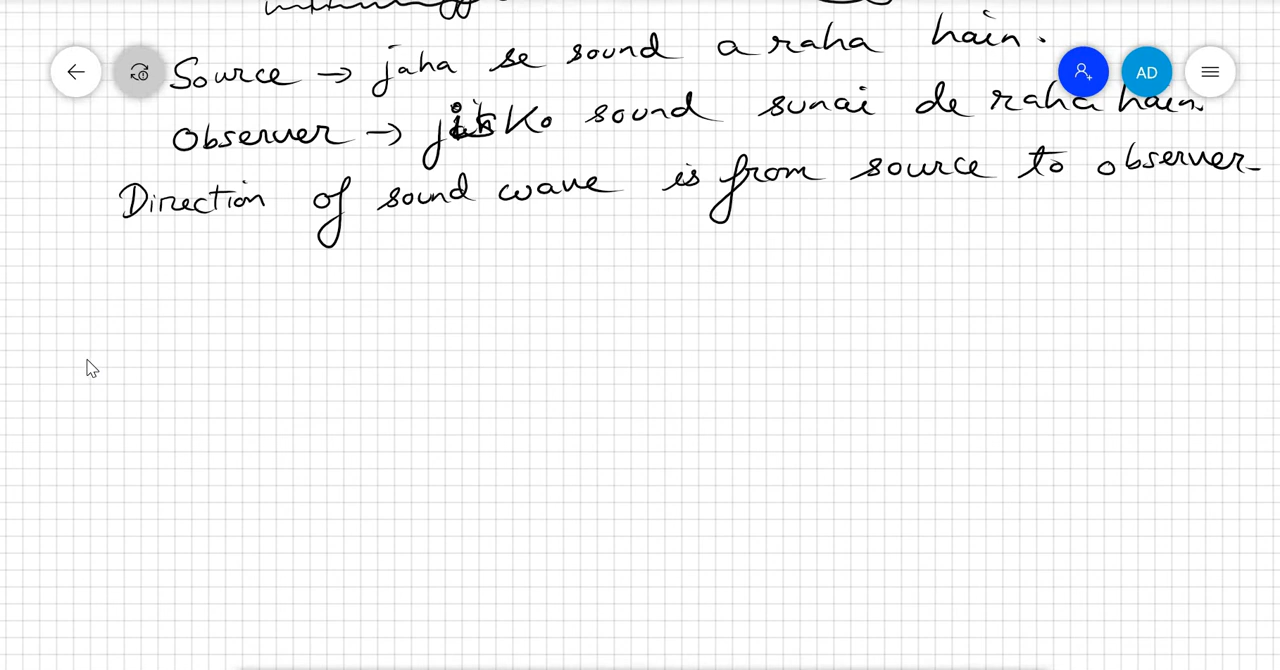 Source → jaha se sound a raha hain.
AD
Observer → jisko sound sunai de raha hain.
Direction of sound wave is from source to observer